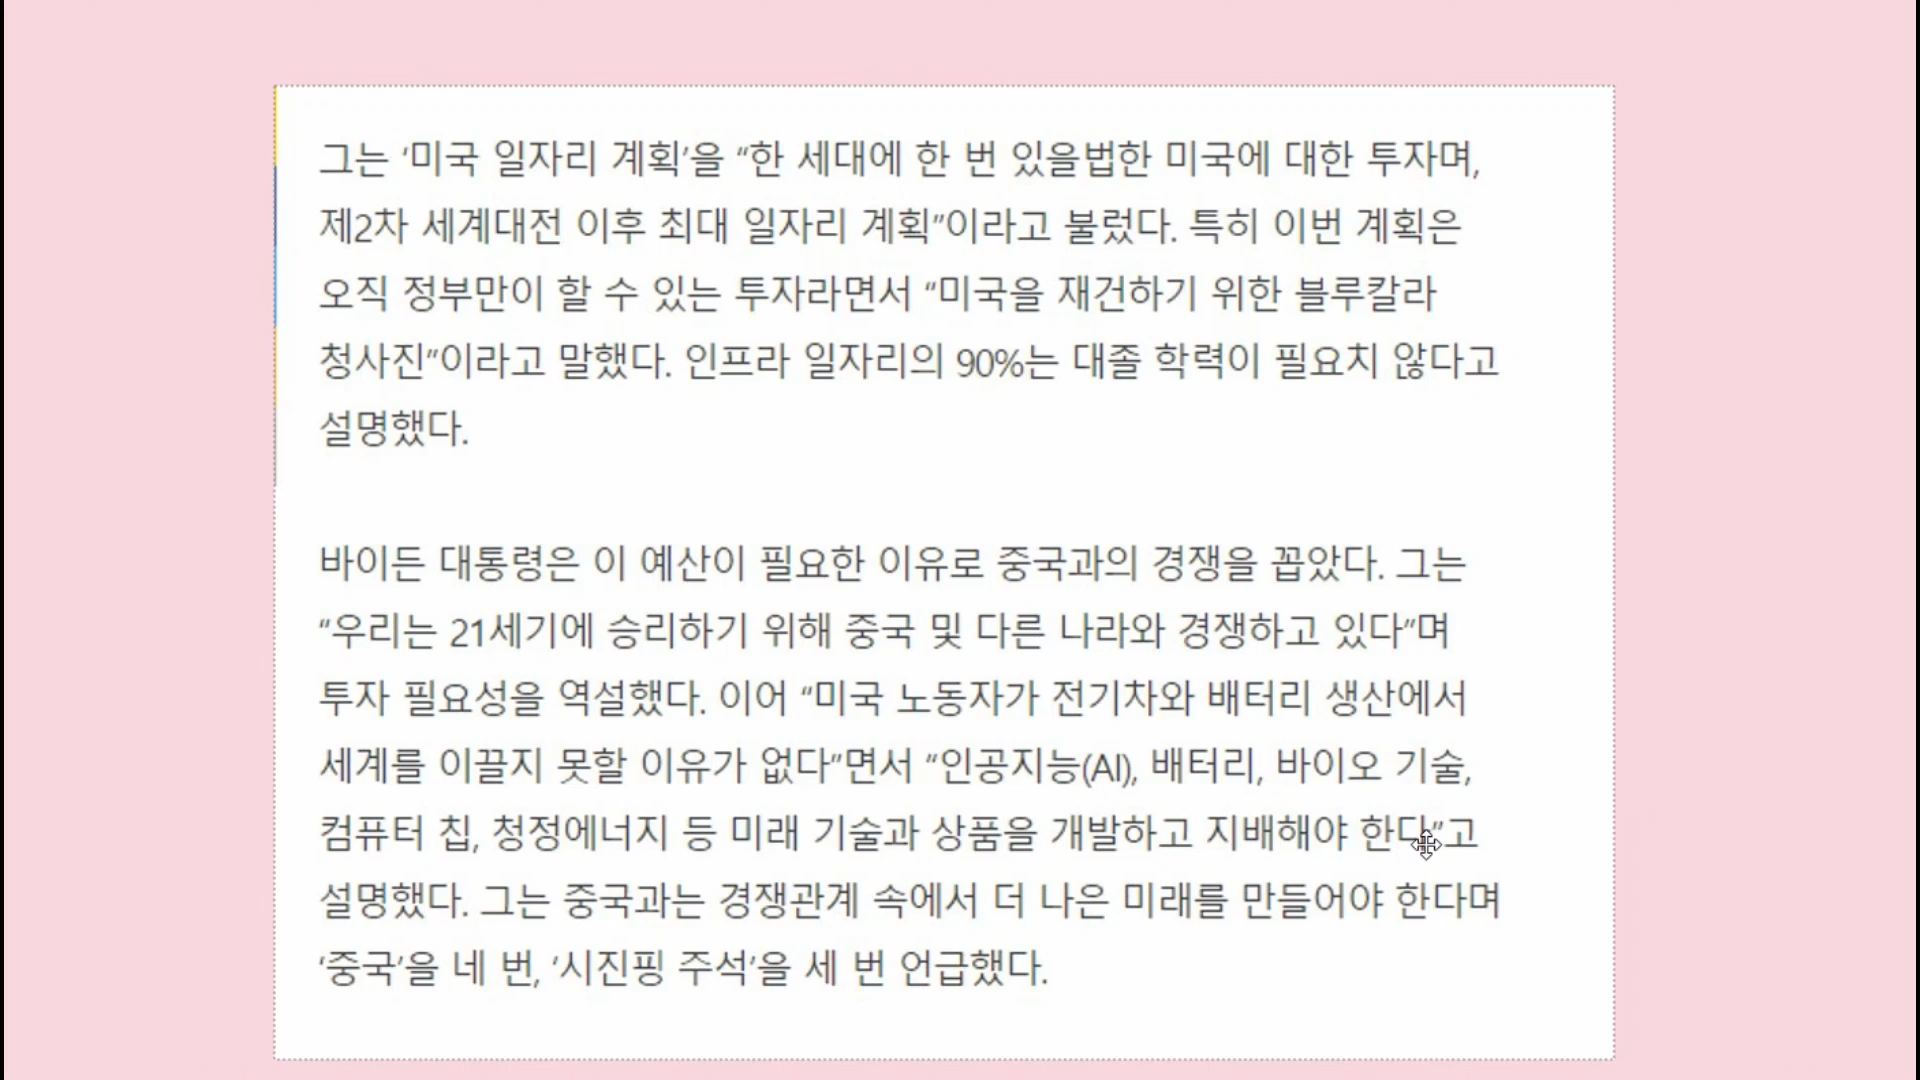 그는 ‘미국 일자리 계획’을 “한 세대에 한 번 있을법한 미국에 대한 투자며,
제2차 세계대전 이후 최대 일자리 계획”이라고 불렀다. 특히 이번 계획은
오직 정부만이 할 수 있는 투자라면서 “미국을 재건하기 위한 블루칼라
청사진”이라고 말했다. 인프라 일자리의 90%는 대졸 학력이 필요치 않다고
설명했다.
바이든 대통령은 이 예산이 필요한 이유로 중국과의 경쟁을 꼽았다. 그는
“우리는 21세기에 승리하기 위해 중국 및 다른 나라와 경쟁하고 있다”며
투자 필요성을 역설했다. 이어 “미국 노동자가 전기차와 배터리 생산에서
세계를 이끌지 못할 이유가 없다”면서 “인공지능(AI), 배터리, 바이오 기술,
컴퓨터 칩, 청정에너지 등 미래 기술과 상품을 개발하고 지배해야 한다”고
설명했다. 그는 중국과는 경쟁관계 속에서 더 나은 미래를 만들어야 한다며
‘중국’을 네 번, ‘시진핑 주석’을 세 번 언급했다.